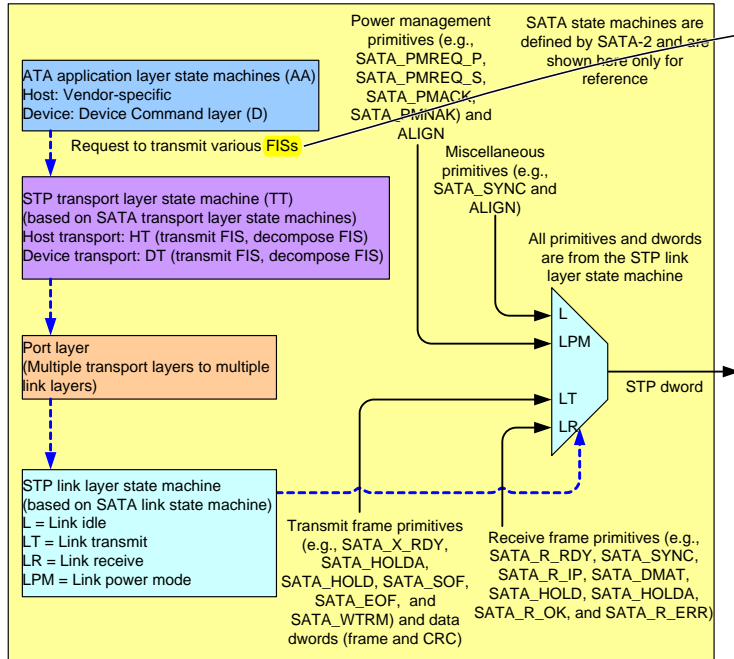 Power management
primitives (e.g.,
SATA_PMREQ_P,
SATA_PMREQ_S,
SATA_PMACK,
SATA_PMNAK) and
ALIGN
SATA state machines are
defined by SATA-2 and are
shown here only for
reference
ATA application layer state machines (AA)
Host: Vendor-specific
Device: Device Command layer (D)
Request to transmit various FISs
Miscellaneous
primitives (e.g.,
SATA_SYNC and
ALIGN)
STP transport layer state machine (TT)
(based on SATA transport layer state machines)
Host transport: HT (transmit FIS, decompose FIS)
Device transport: DT (transmit FIS, decompose FIS)
All primitives and dwords
are from the STP link
layer state machine
L
LPM
LT
LR
STP dword
Port layer
(Multiple transport layers to multiple
link layers)
STP link layer state machine
(based on SATA link state machine)
L = Link idle
LT = Link transmit
LR = Link receive
LPM = Link power mode
Transmit frame primitives
(e.g., SATA_X_RDY,
SATA_HOLDA,
SATA_HOLD, SATA_SOF,
SATA_EOF, and
SATA_WTRM) and data
dwords (frame and CRC)
Receive frame primitives (e.g.,
SATA_R_RDY, SATA_SYNC,
SATA_R_IP, SATA_DMAT,
SATA_HOLD, SATA_HOLDA,
SATA_R_OK, and SATA_R_ERR)